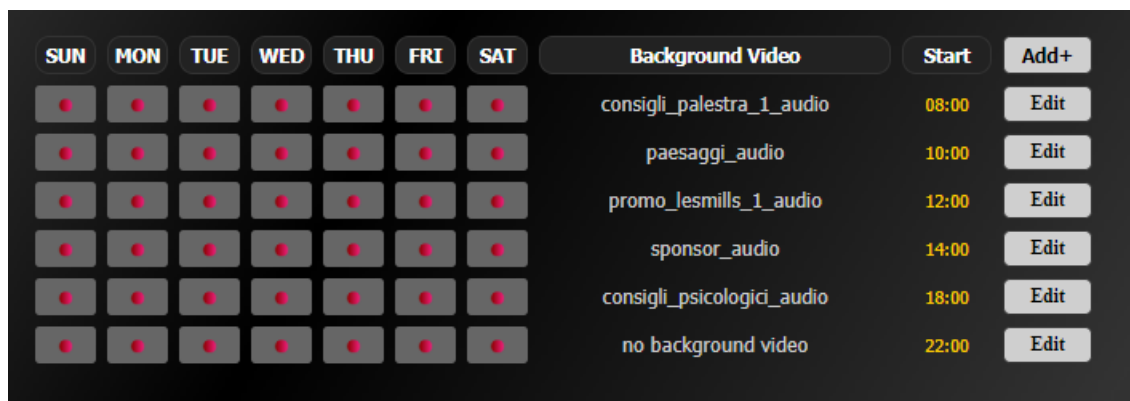 SUN MON TUE WED THU FRI SAT Background Video Start Add+
consigli_palestra_1_audio 08:00 Edit
paesaggi_audio 10:00 Edit
promo_lesmills_1_audio 12:00 Edit
sponsor_audio 14:00 Edit
consigli_psicologici_audio 18:00 Edit
no background video 22:00 Edit